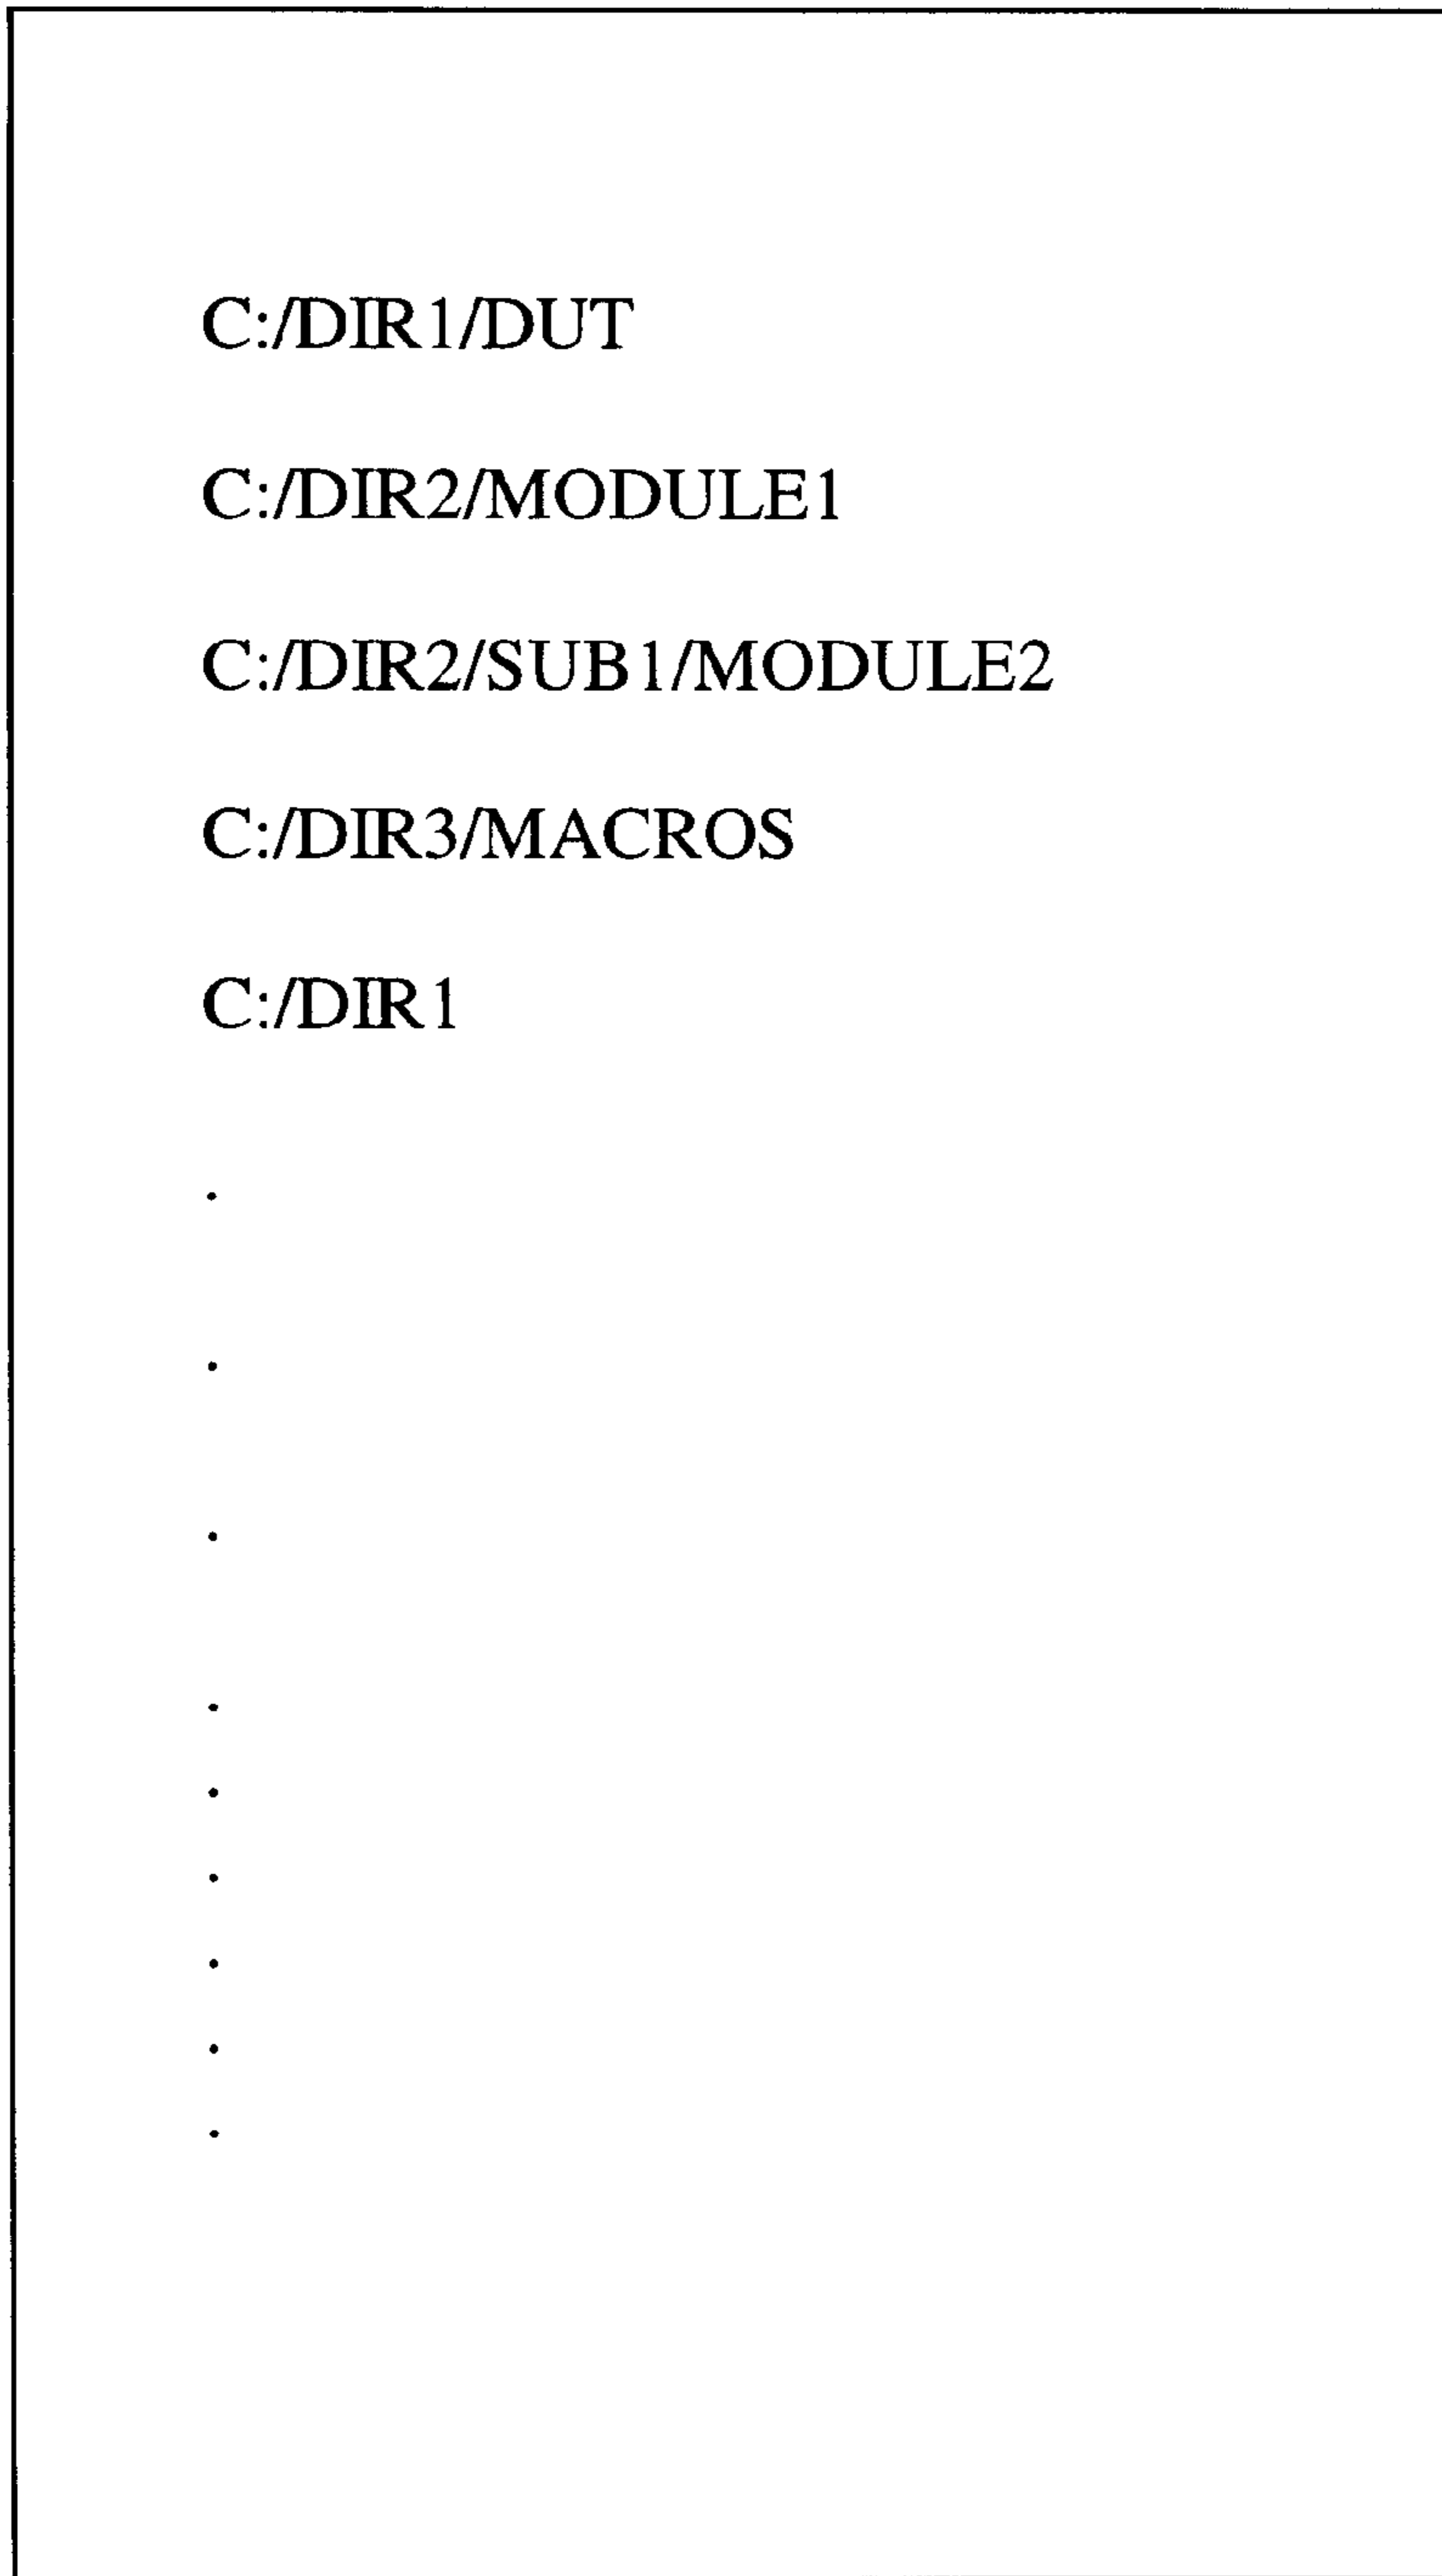 C:/DIR1/DUT
C:/DIR2/MODULE1
C:/DIR2/SUB1/MODULE2
C:/DIR3/MACROS
C:/DIR1
.
.
.
.
.
.
.
.
.